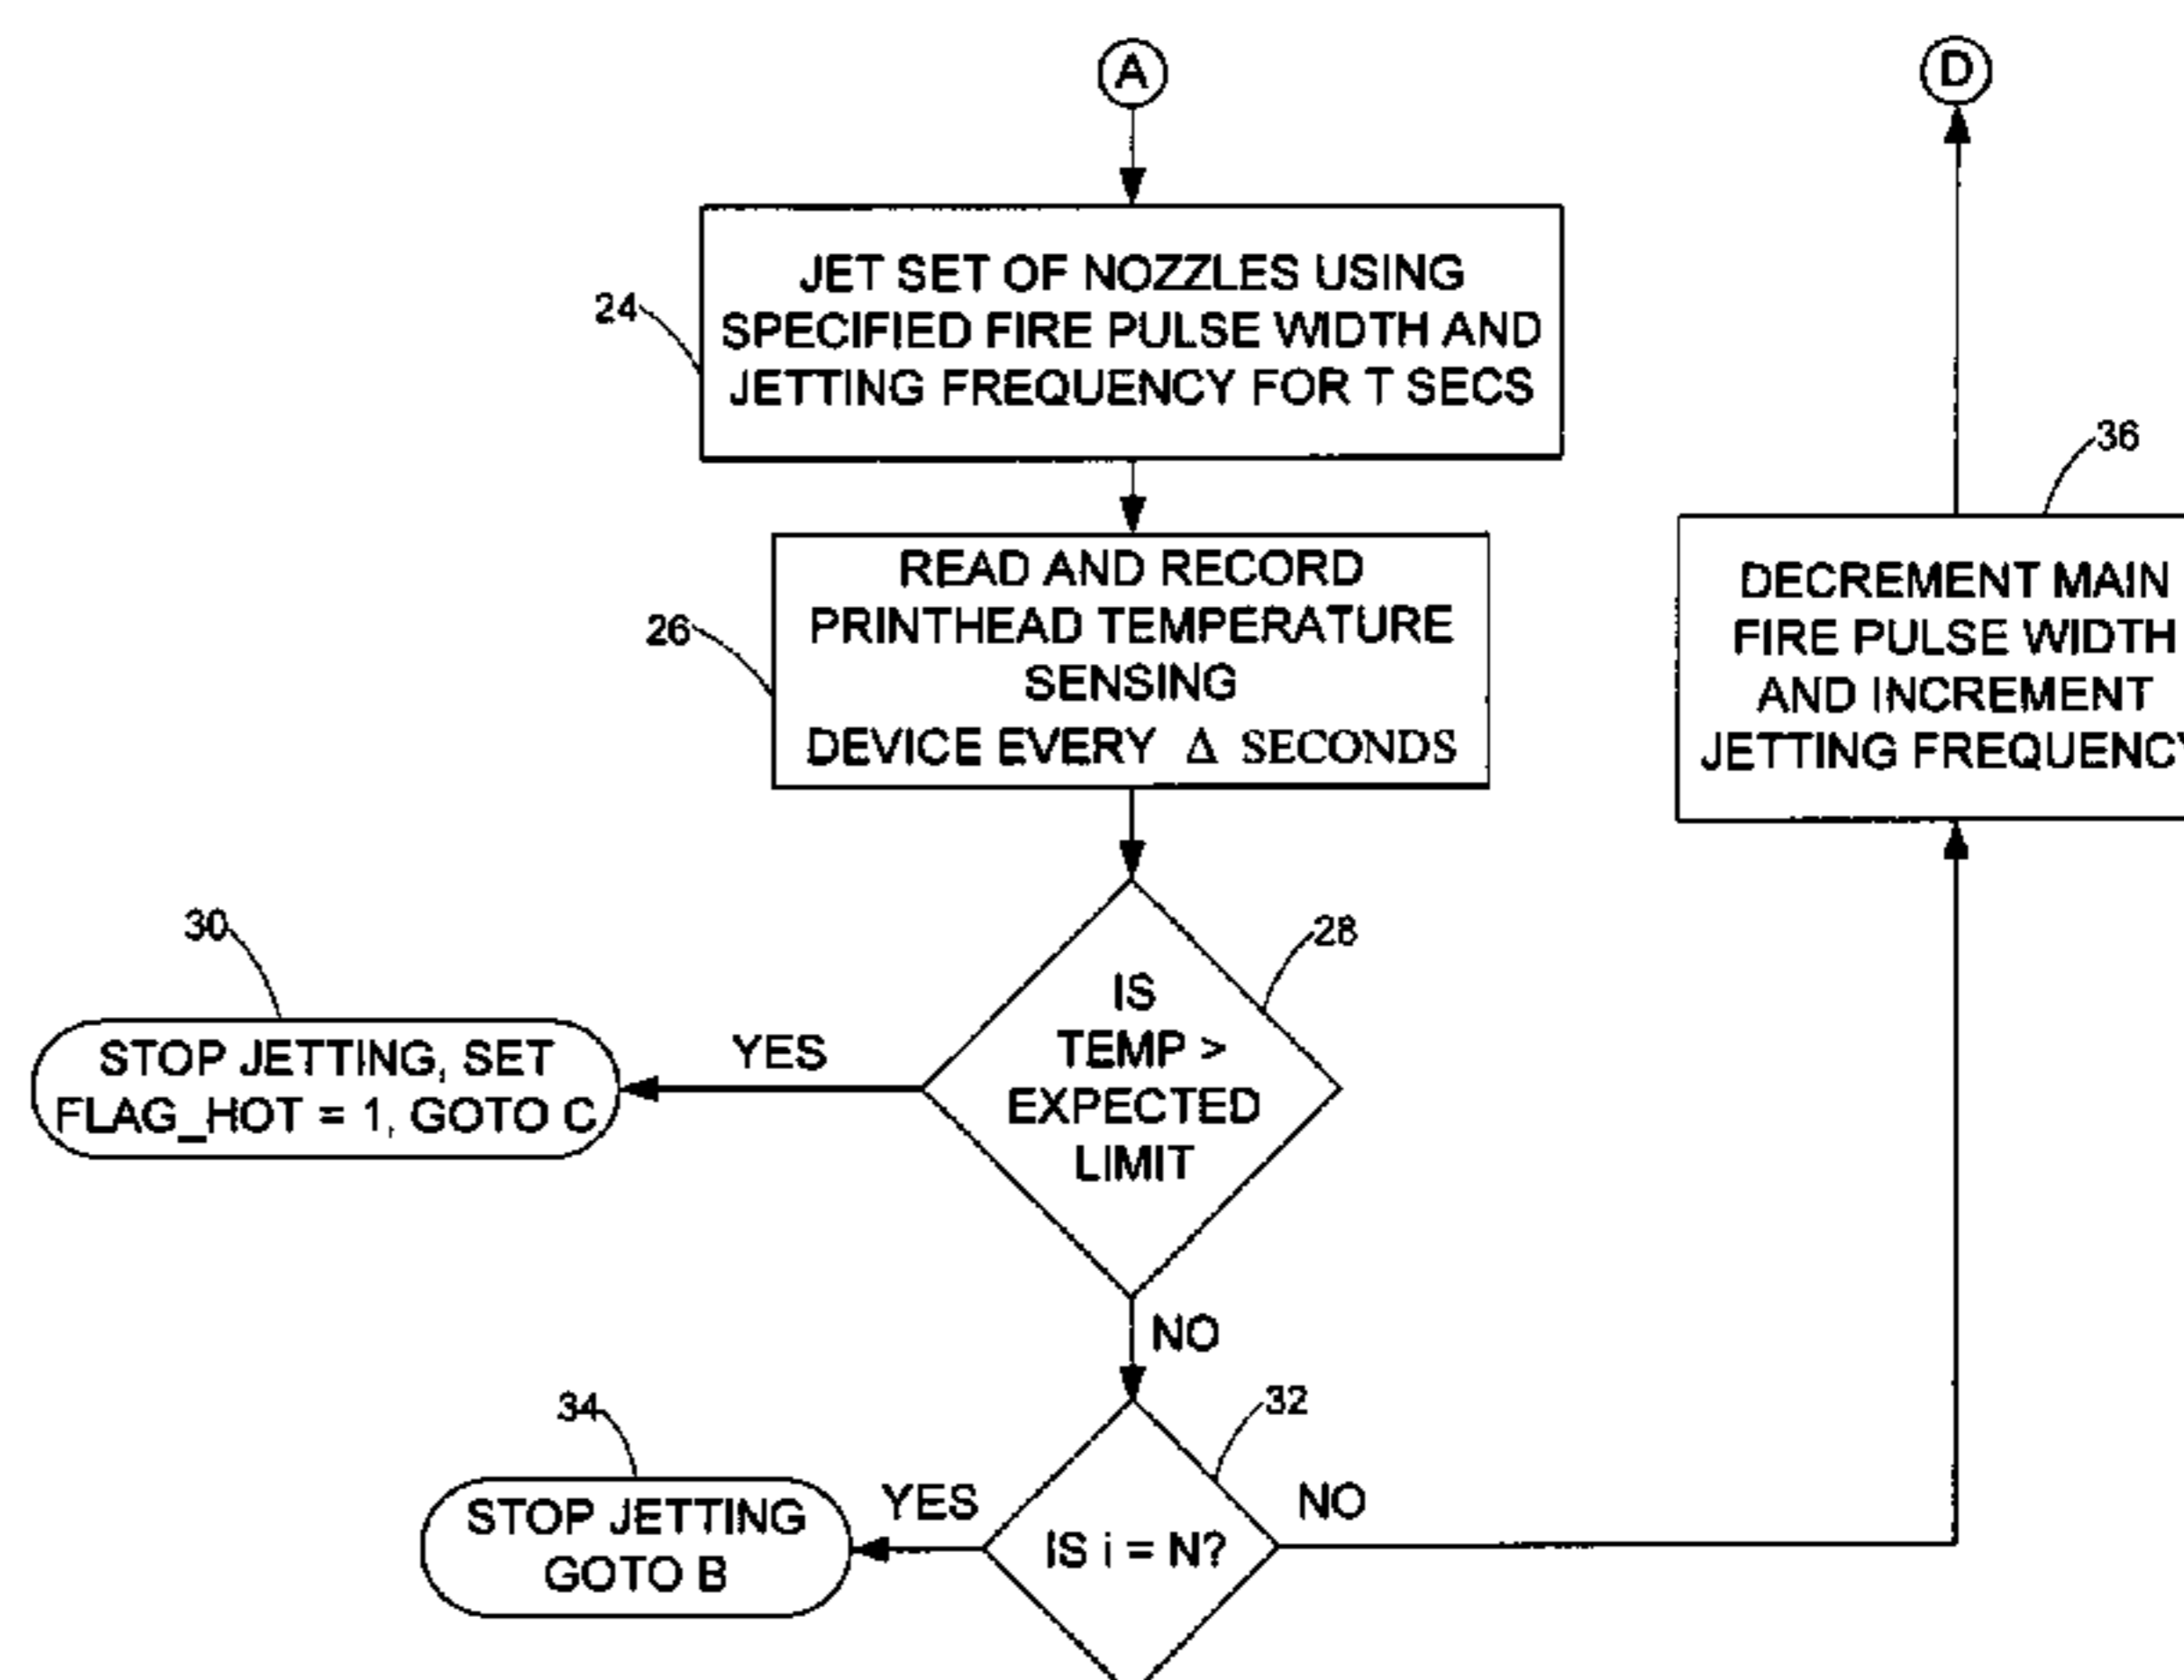 A
D
24
JET SET OF NOZZLES USING
SPECIFIED FIRE PULSE WIDTH AND
JETTING FREQUENCY FOR T SECS
26
READ AND RECORD
PRINTHEAD TEMPERATURE
SENSING
DEVICE EVERY Δ SECONDS
36
DECREMENT MAIN
FIRE PULSE WIDTH
AND INCREMENT
JETTING FREQUENCY
28
IS
TEMP >
EXPECTED
LIMIT
YES
30
STOP JETTING, SET
FLAG_HOT = 1, GOTO C
NO
32
IS i = N?
YES
34
STOP JETTING
GOTO B
NO